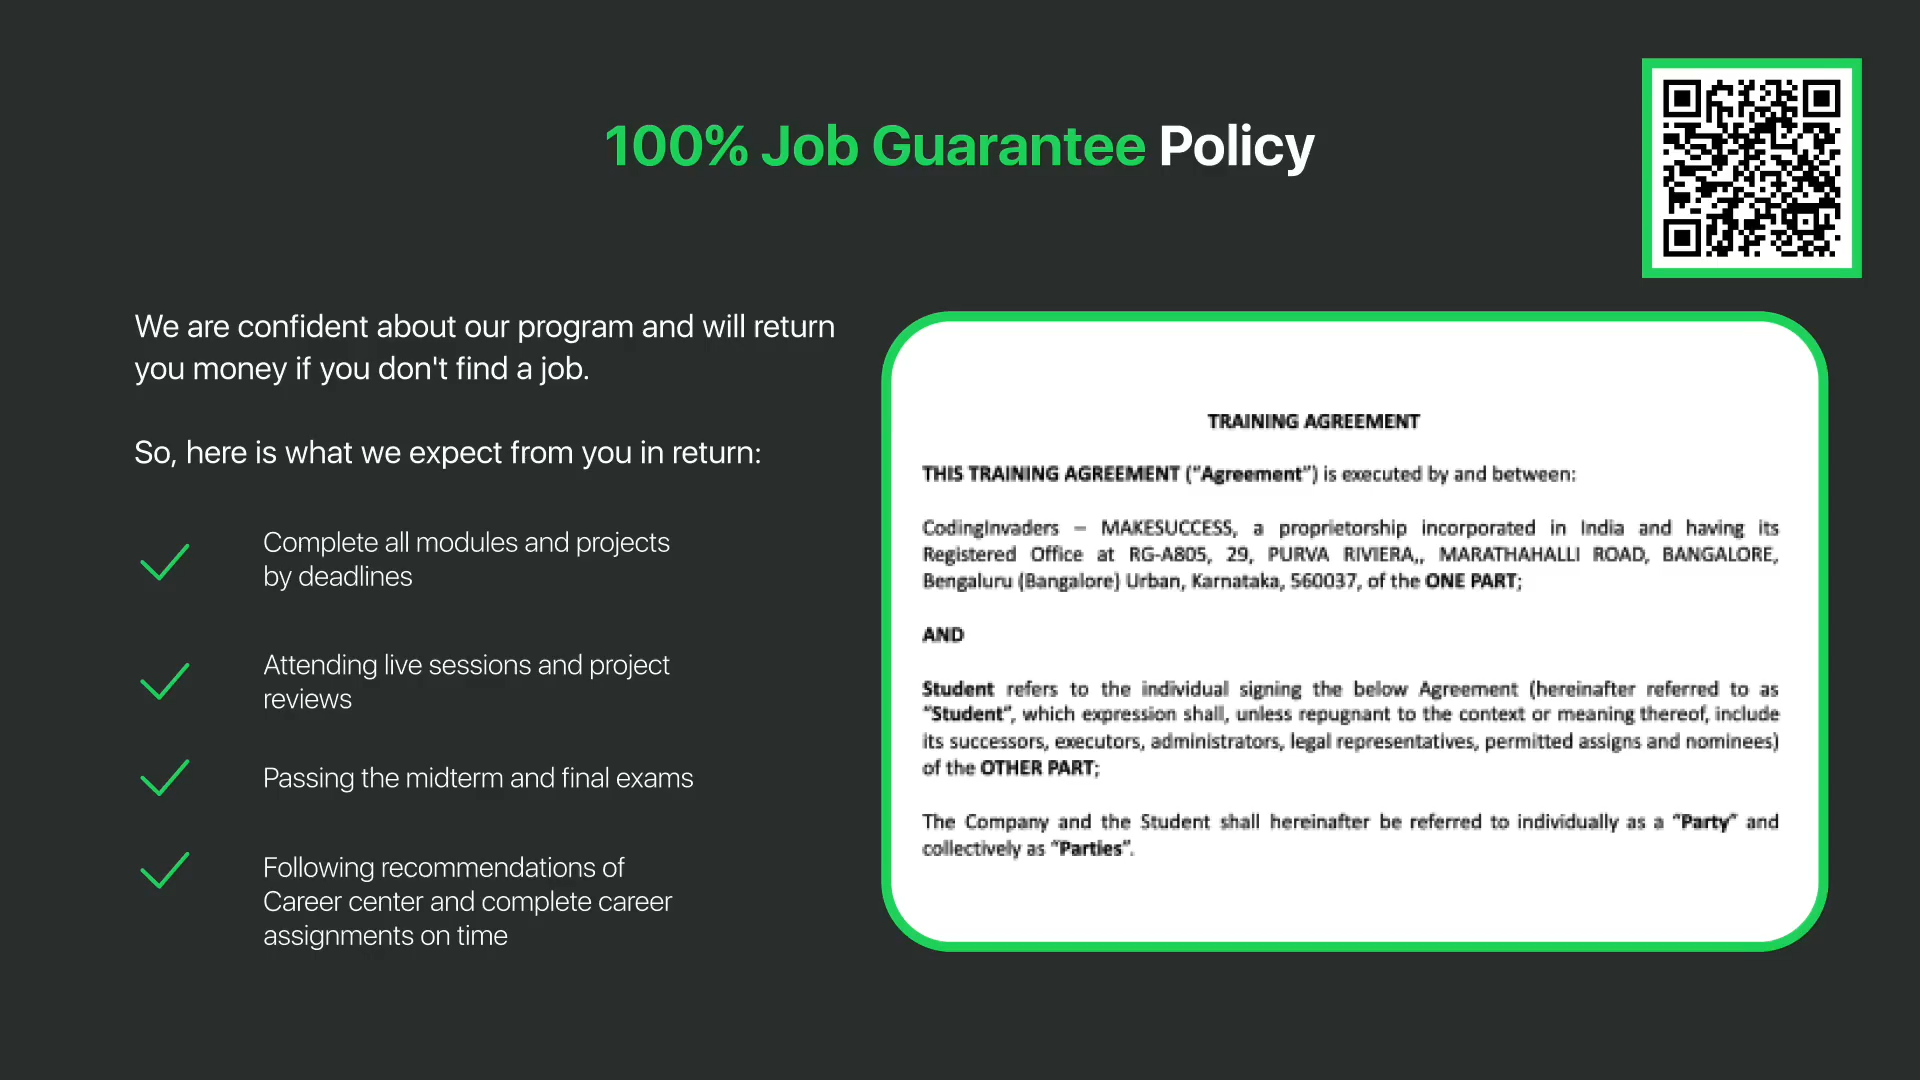 100% Job Guarantee Policy
We are confident about our program and will return
you money if you don't find a job.
So, here is what we expect from you in return:
Complete all modules and projects
by deadlines
Attending live sessions and project
reviews
Passing the midterm and final exams
Following recommendations of
Career center and complete career
assignments on time
TRAINING AGREEMENT
THIS TRAINING AGREEMENT (“Agreement”) is executed by and between:
CodingInvaders – MAKESUCCESS, a proprietorship incorporated in India and having its
Registered Office at RG-A805, 29, PURVA RIVIERA,, MARATHAHALLI ROAD, BANGALORE,
Bengaluru (Bangalore) Urban, Karnataka, 560037, of the ONE PART;
AND
Student refers to the individual signing the below Agreement (hereinafter referred to as
“Student”, which expression shall, unless repugnant to the context or meaning thereof, include
its successors, executors, administrators, legal representatives, permitted assigns and nominees)
of the OTHER PART;
The Company and the Student shall hereinafter be referred to individually as a “Party” and
collectively as “Parties”.